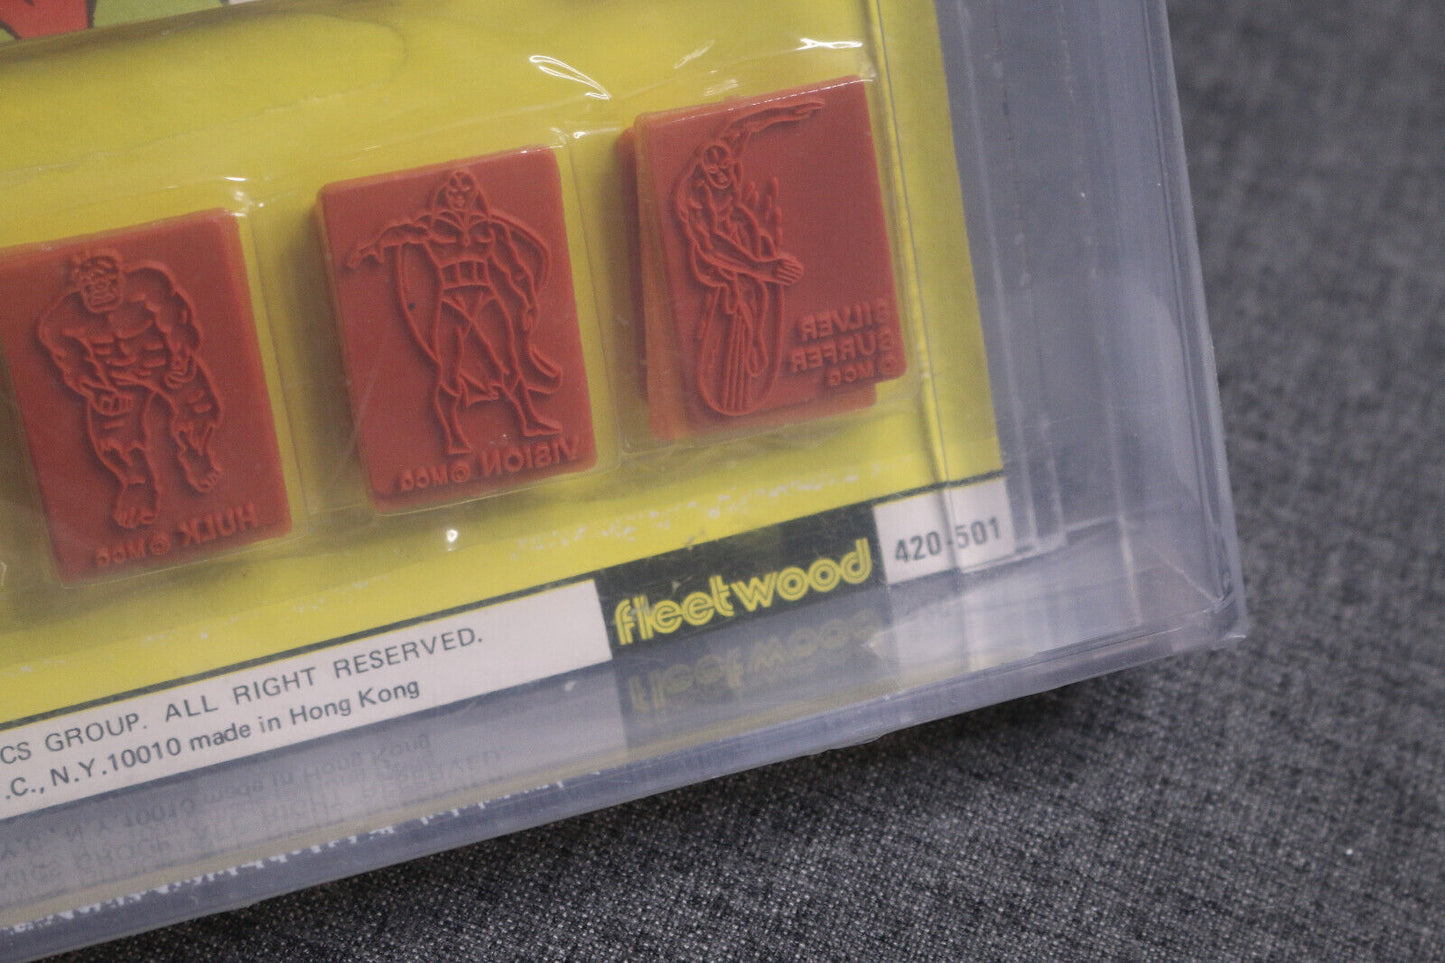 SILVER
SURFER
© MCG
VISION © MCG
HULK © MCG
fleetwood
420-501
CS GROUP. ALL RIGHT RESERVED.
.C., N.Y.10010 made in Hong Kong